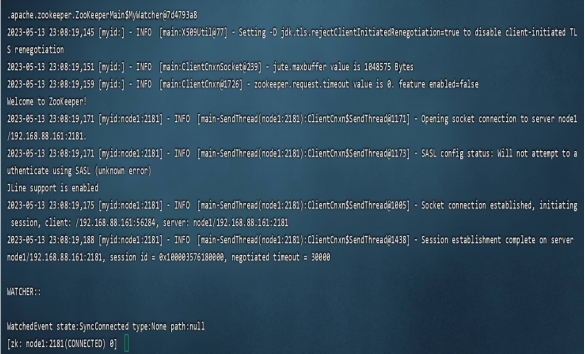 .apache.zookeeper.ZooKeeperMain$MyWatcher@7d4793a8
2023-05-13 23:08:19,145 [myid:] - INFO  [main:X509Util@77] - Setting -D jdk.tls.rejectClientInitiatedRenegotiation=true to disable client-initiated TL
S renegotiation
2023-05-13 23:08:19,151 [myid:] - INFO  [main:ClientCnxnSocket@239] - jute.maxbuffer value is 1048575 Bytes
2023-05-13 23:08:19,159 [myid:] - INFO  [main:ClientCnxn@1726] - zookeeper.request.timeout value is 0. feature enabled=false
Welcome to ZooKeeper!
2023-05-13 23:08:19,171 [myid:node1:2181] - INFO  [main-SendThread(node1:2181):ClientCnxn$SendThread@1171] - Opening socket connection to server node1
/192.168.88.161:2181.
2023-05-13 23:08:19,171 [myid:node1:2181] - INFO  [main-SendThread(node1:2181):ClientCnxn$SendThread@1173] - SASL config status: Will not attempt to a
uthenticate using SASL (unknown error)
JLine support is enabled
2023-05-13 23:08:19,175 [myid:node1:2181] - INFO  [main-SendThread(node1:2181):ClientCnxn$SendThread@1005] - Socket connection established, initiating
 session, client: /192.168.88.161:56284, server: node1/192.168.88.161:2181
2023-05-13 23:08:19,188 [myid:node1:2181] - INFO  [main-SendThread(node1:2181):ClientCnxn$SendThread@1438] - Session establishment complete on server
node1/192.168.88.161:2181, session id = 0x100003576180000, negotiated timeout = 30000
WATCHER::
WatchedEvent state:SyncConnected type:None path:null
[zk: node1:2181(CONNECTED) 0]